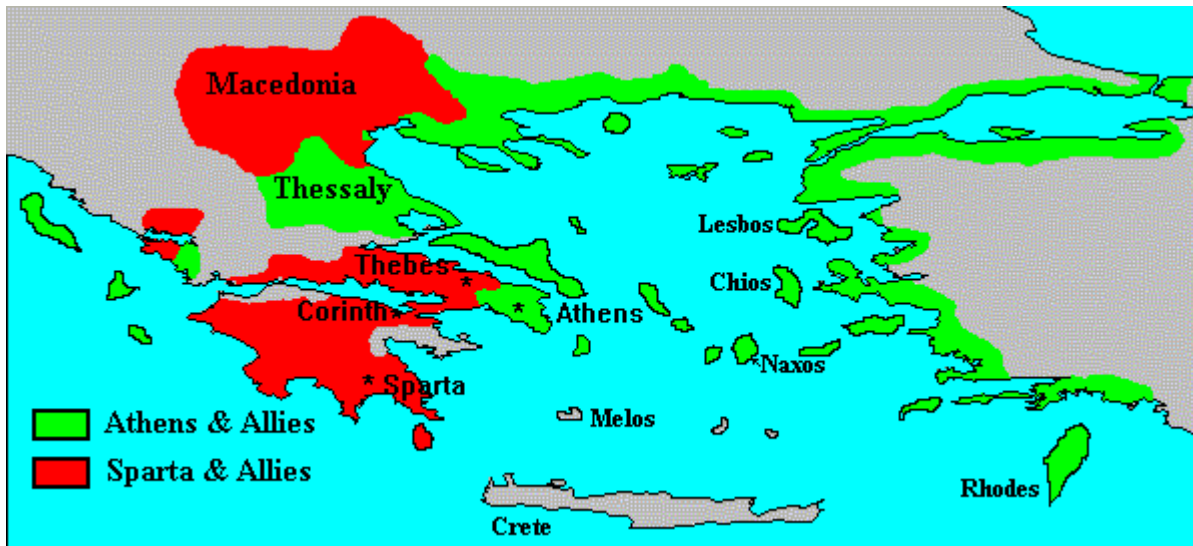 Macedonia
Thessaly
Lesbos
Thebes
Chios
Corinth
Athens
Naxos
Sparta
Melos
Athens & Allies
Sparta & Allies
Rhodes
Crete